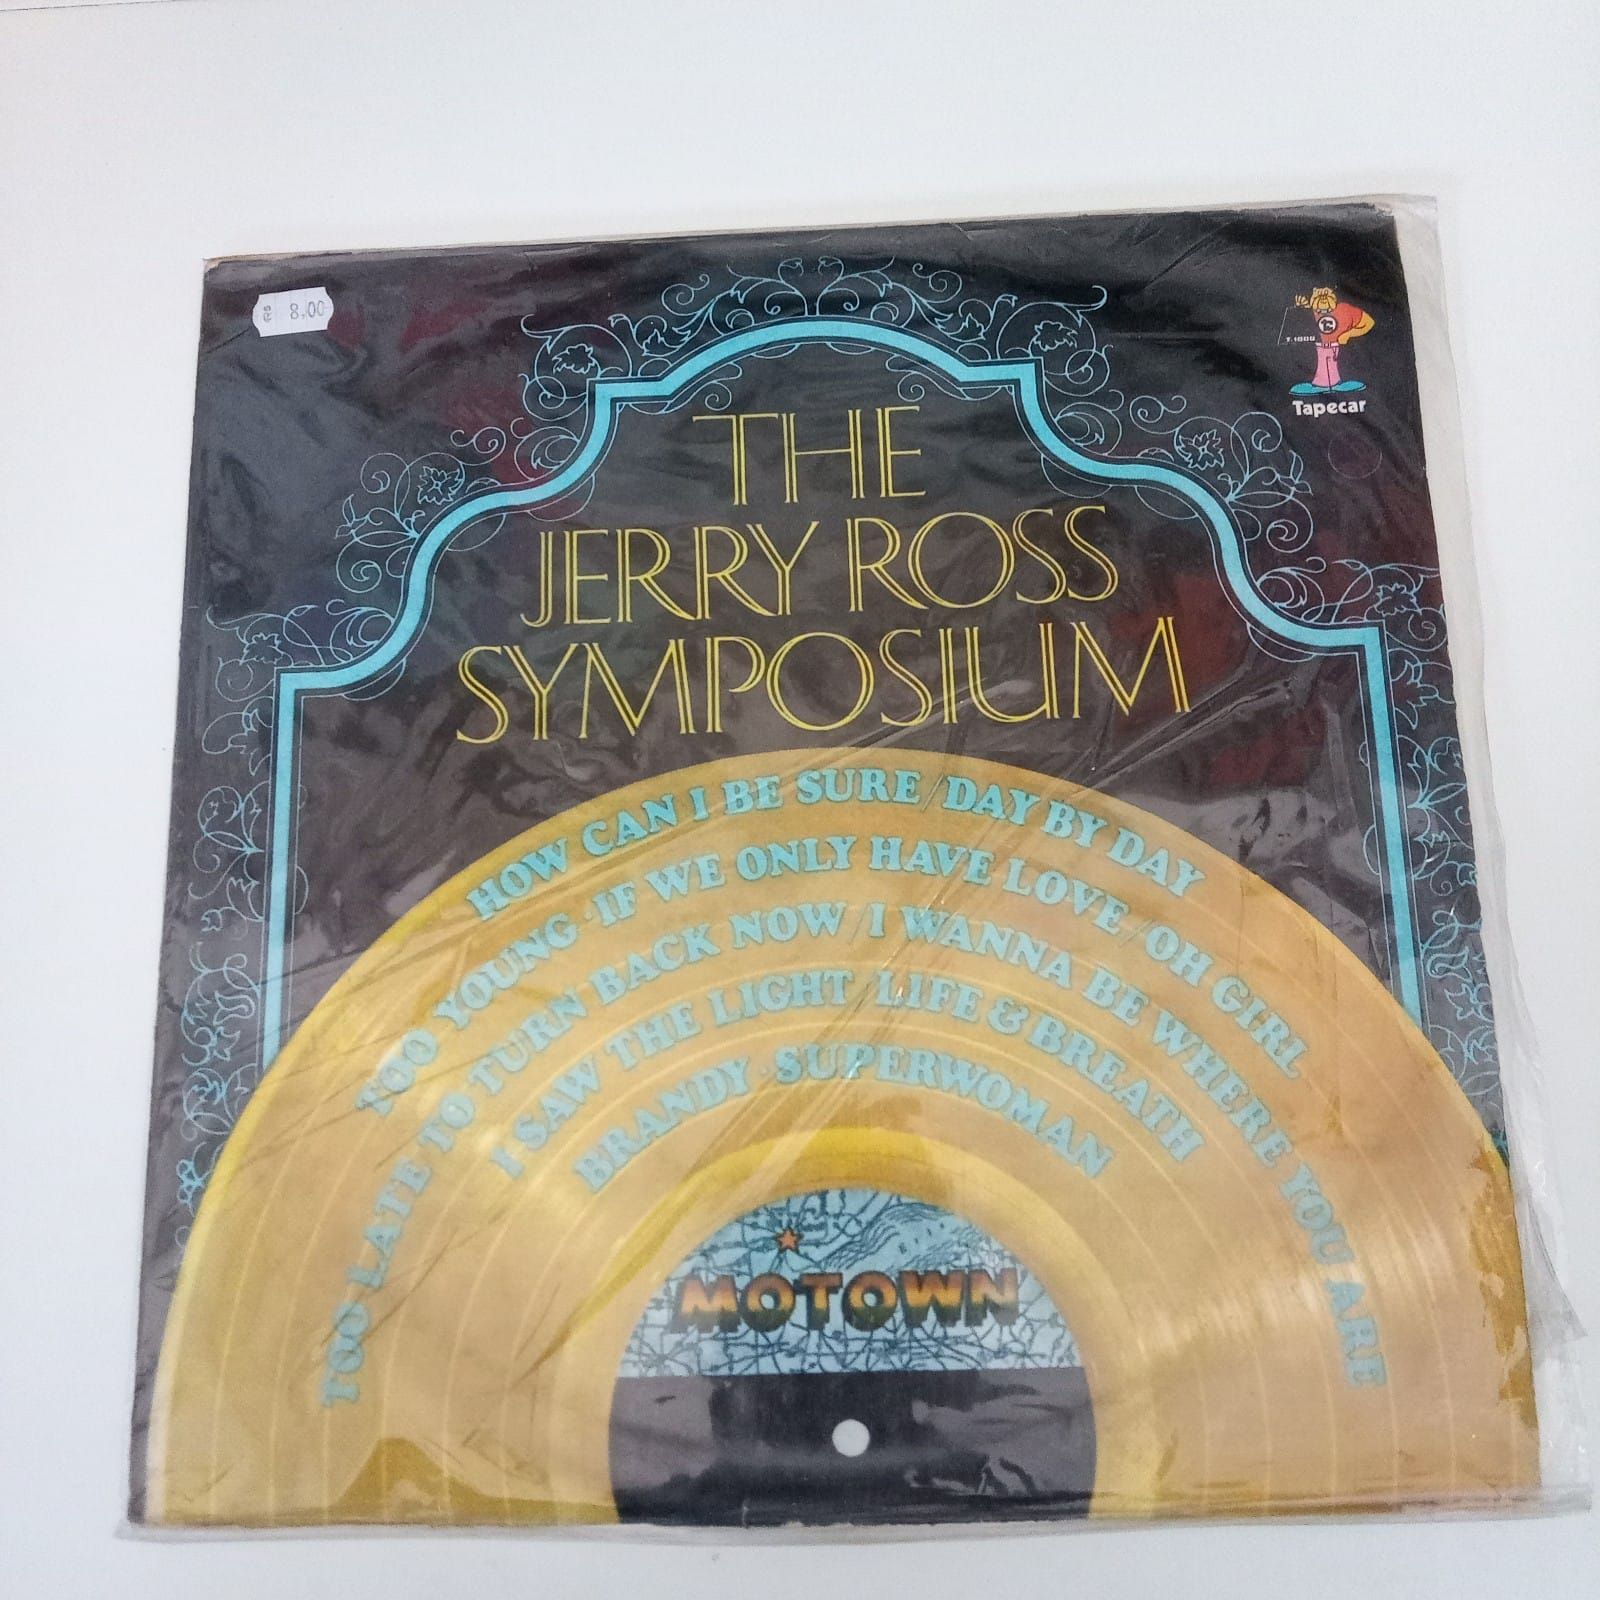 8,00
Tapecar
THE
JERRY ROSS
SYMPOSIUM
HOW CAN I BE SURE / DAY BY DAY
TOO YOUNG · IF WE ONLY HAVE LOVE / OH GIRL
TOO LATE TO TURN BACK NOW / I WANNA BE WHERE YOU ARE
I SAW THE LIGHT / LIFE & BREATH
BRANDY · SUPERWOMAN
MOTOWN